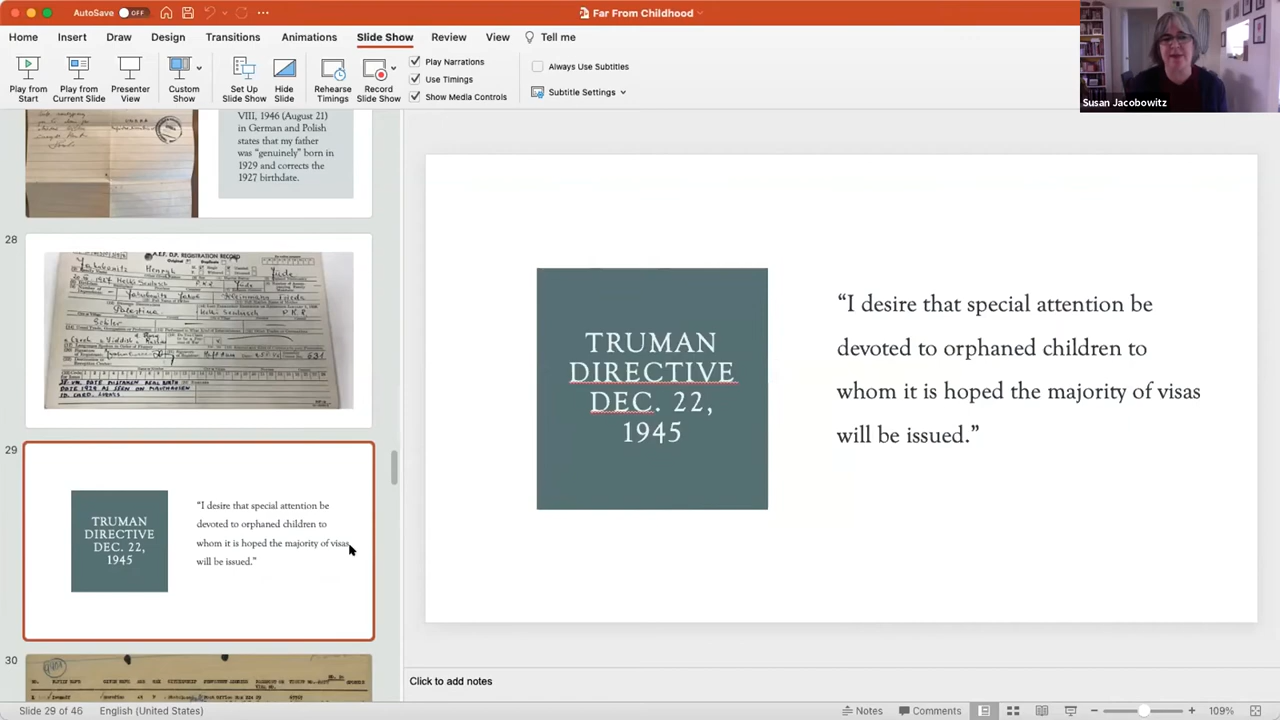 AutoSave OFF
Far From Childhood
Home Insert Draw Design Transitions Animations Slide Show Review View Tell me
Play from Start
Play from Current Slide
Presenter View
Custom Show
Set Up Slide Show
Hide Slide
Rehearse Timings
Record Slide Show
Play Narrations
Use Timings
Show Media Controls
Always Use Subtitles
Subtitle Settings
Susan Jacobowitz
VIII, 1946 (August 21)
in German and Polish
states that my father
was “genuinely” born in
1929 and corrects the
1927 birthdate.
28
A.E.F. D.P. REGISTRATION RECORD
29
TRUMAN
DIRECTIVE
DEC. 22,
1945
“I desire that special attention be
devoted to orphaned children to
whom it is hoped the majority of visas
will be issued.”
30
TRUMAN
DIRECTIVE
DEC. 22,
1945
“I desire that special attention be
devoted to orphaned children to
whom it is hoped the majority of visas
will be issued.”
Click to add notes
Slide 29 of 46 English (United States) Notes Comments 109%